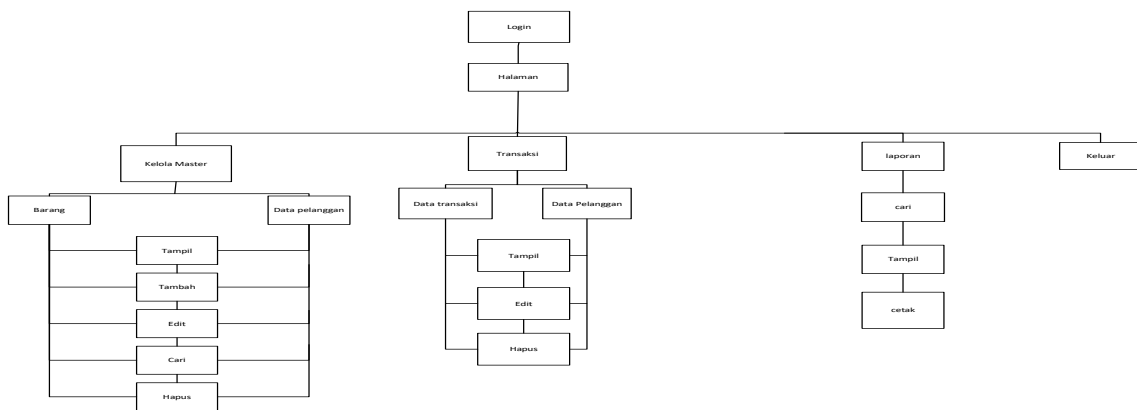 Login
Halaman
Kelola Master
Transaksi
laporan
Keluar
Barang
Data pelanggan
Data transaksi
Data Pelanggan
cari
Tampil
Tambah
Edit
Cari
Hapus
Tampil
Edit
Hapus
Tampil
cetak